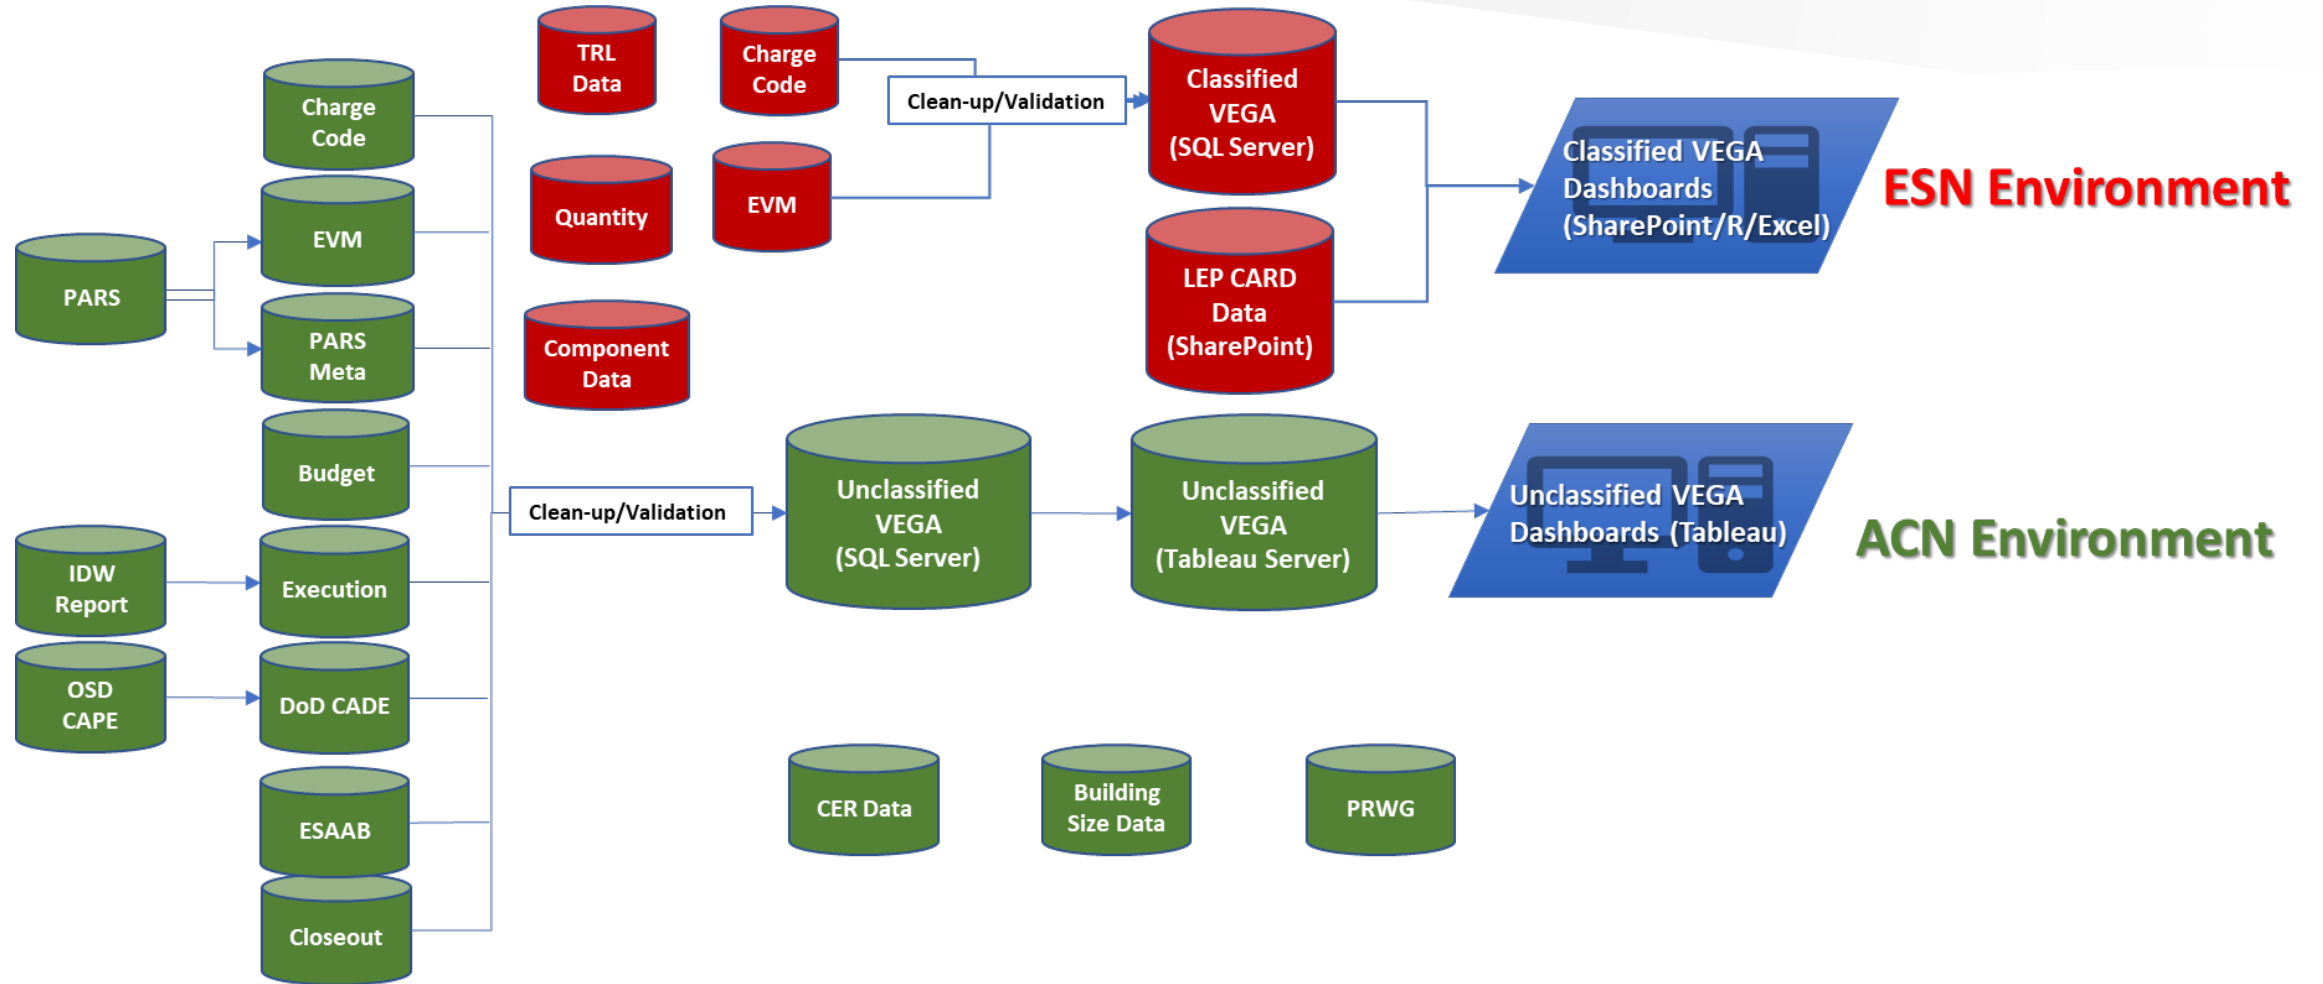 TRL
Data
Charge
Code
Clean-up/Validation
Classified
VEGA
(SQL Server)
Quantity
EVM
Component
Data
LEP CARD
Data
(SharePoint)
Classified VEGA
Dashboards
(SharePoint/R/Excel)
ESN Environment
Charge
Code
EVM
PARS
PARS
Meta
Budget
IDW
Report
Execution
OSD
CAPE
DoD CADE
ESAAB
Closeout
Clean-up/Validation
Unclassified
VEGA
(SQL Server)
Unclassified
VEGA
(Tableau Server)
Unclassified VEGA
Dashboards (Tableau)
ACN Environment
CER Data
Building
Size Data
PRWG